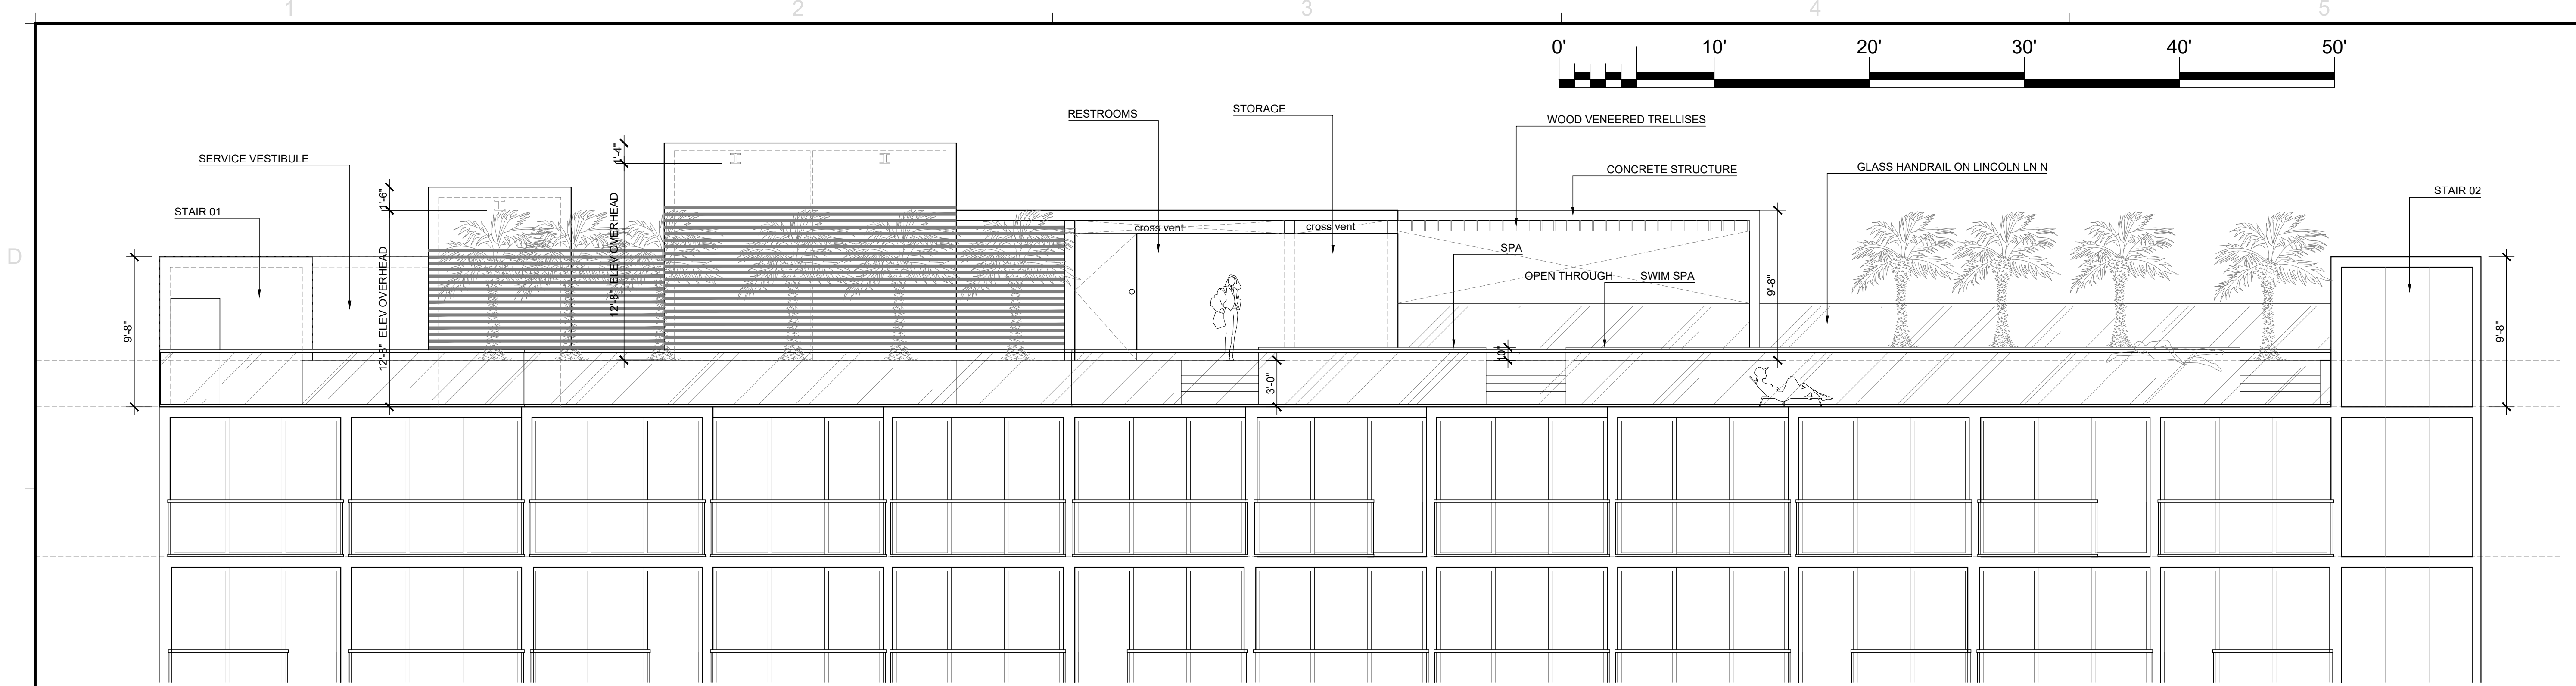 1 2 3 4 5
0' 10' 20' 30' 40' 50'
STORAGE
RESTROOMS
WOOD VENEERED TRELLISES
1'-4"
SERVICE VESTIBULE
CONCRETE STRUCTURE
GLASS HANDRAIL ON LINCOLN LN N
STAIR 02
1'-6"
STAIR 01
cross vent
cross vent
SPA
D
12'-8" ELEV OVERHEAD
12'-8" ELEV OVERHEAD
OPEN THROUGH
SWIM SPA
9'-8"
9'-8"
9'-8"
10"
3'-0"